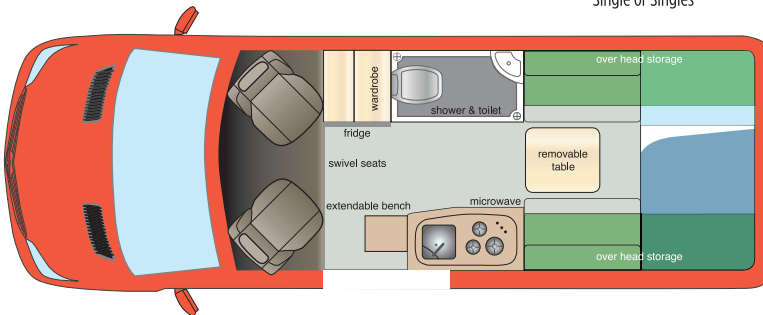 Single or Singles
over head storage
wardrobe
shower & toilet
fridge
swivel seats
removable
table
extendable bench
microwave
over head storage